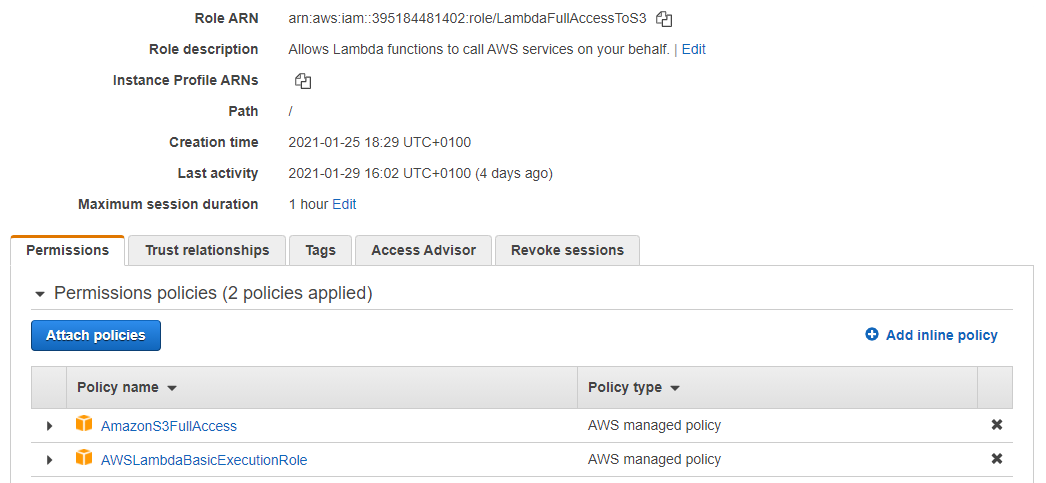 Role ARN arn:aws:iam::395184481402:role/LambdaFullAccessToS3
Role description Allows Lambda functions to call AWS services on your behalf. | Edit
Instance Profile ARNs
Path /
Creation time 2021-01-25 18:29 UTC+0100
Last activity 2021-01-29 16:02 UTC+0100 (4 days ago)
Maximum session duration 1 hour Edit
Permissions Trust relationships Tags Access Advisor Revoke sessions
Permissions policies (2 policies applied)
Attach policies Add inline policy
Policy name Policy type
AmazonS3FullAccess AWS managed policy
AWSLambdaBasicExecutionRole AWS managed policy